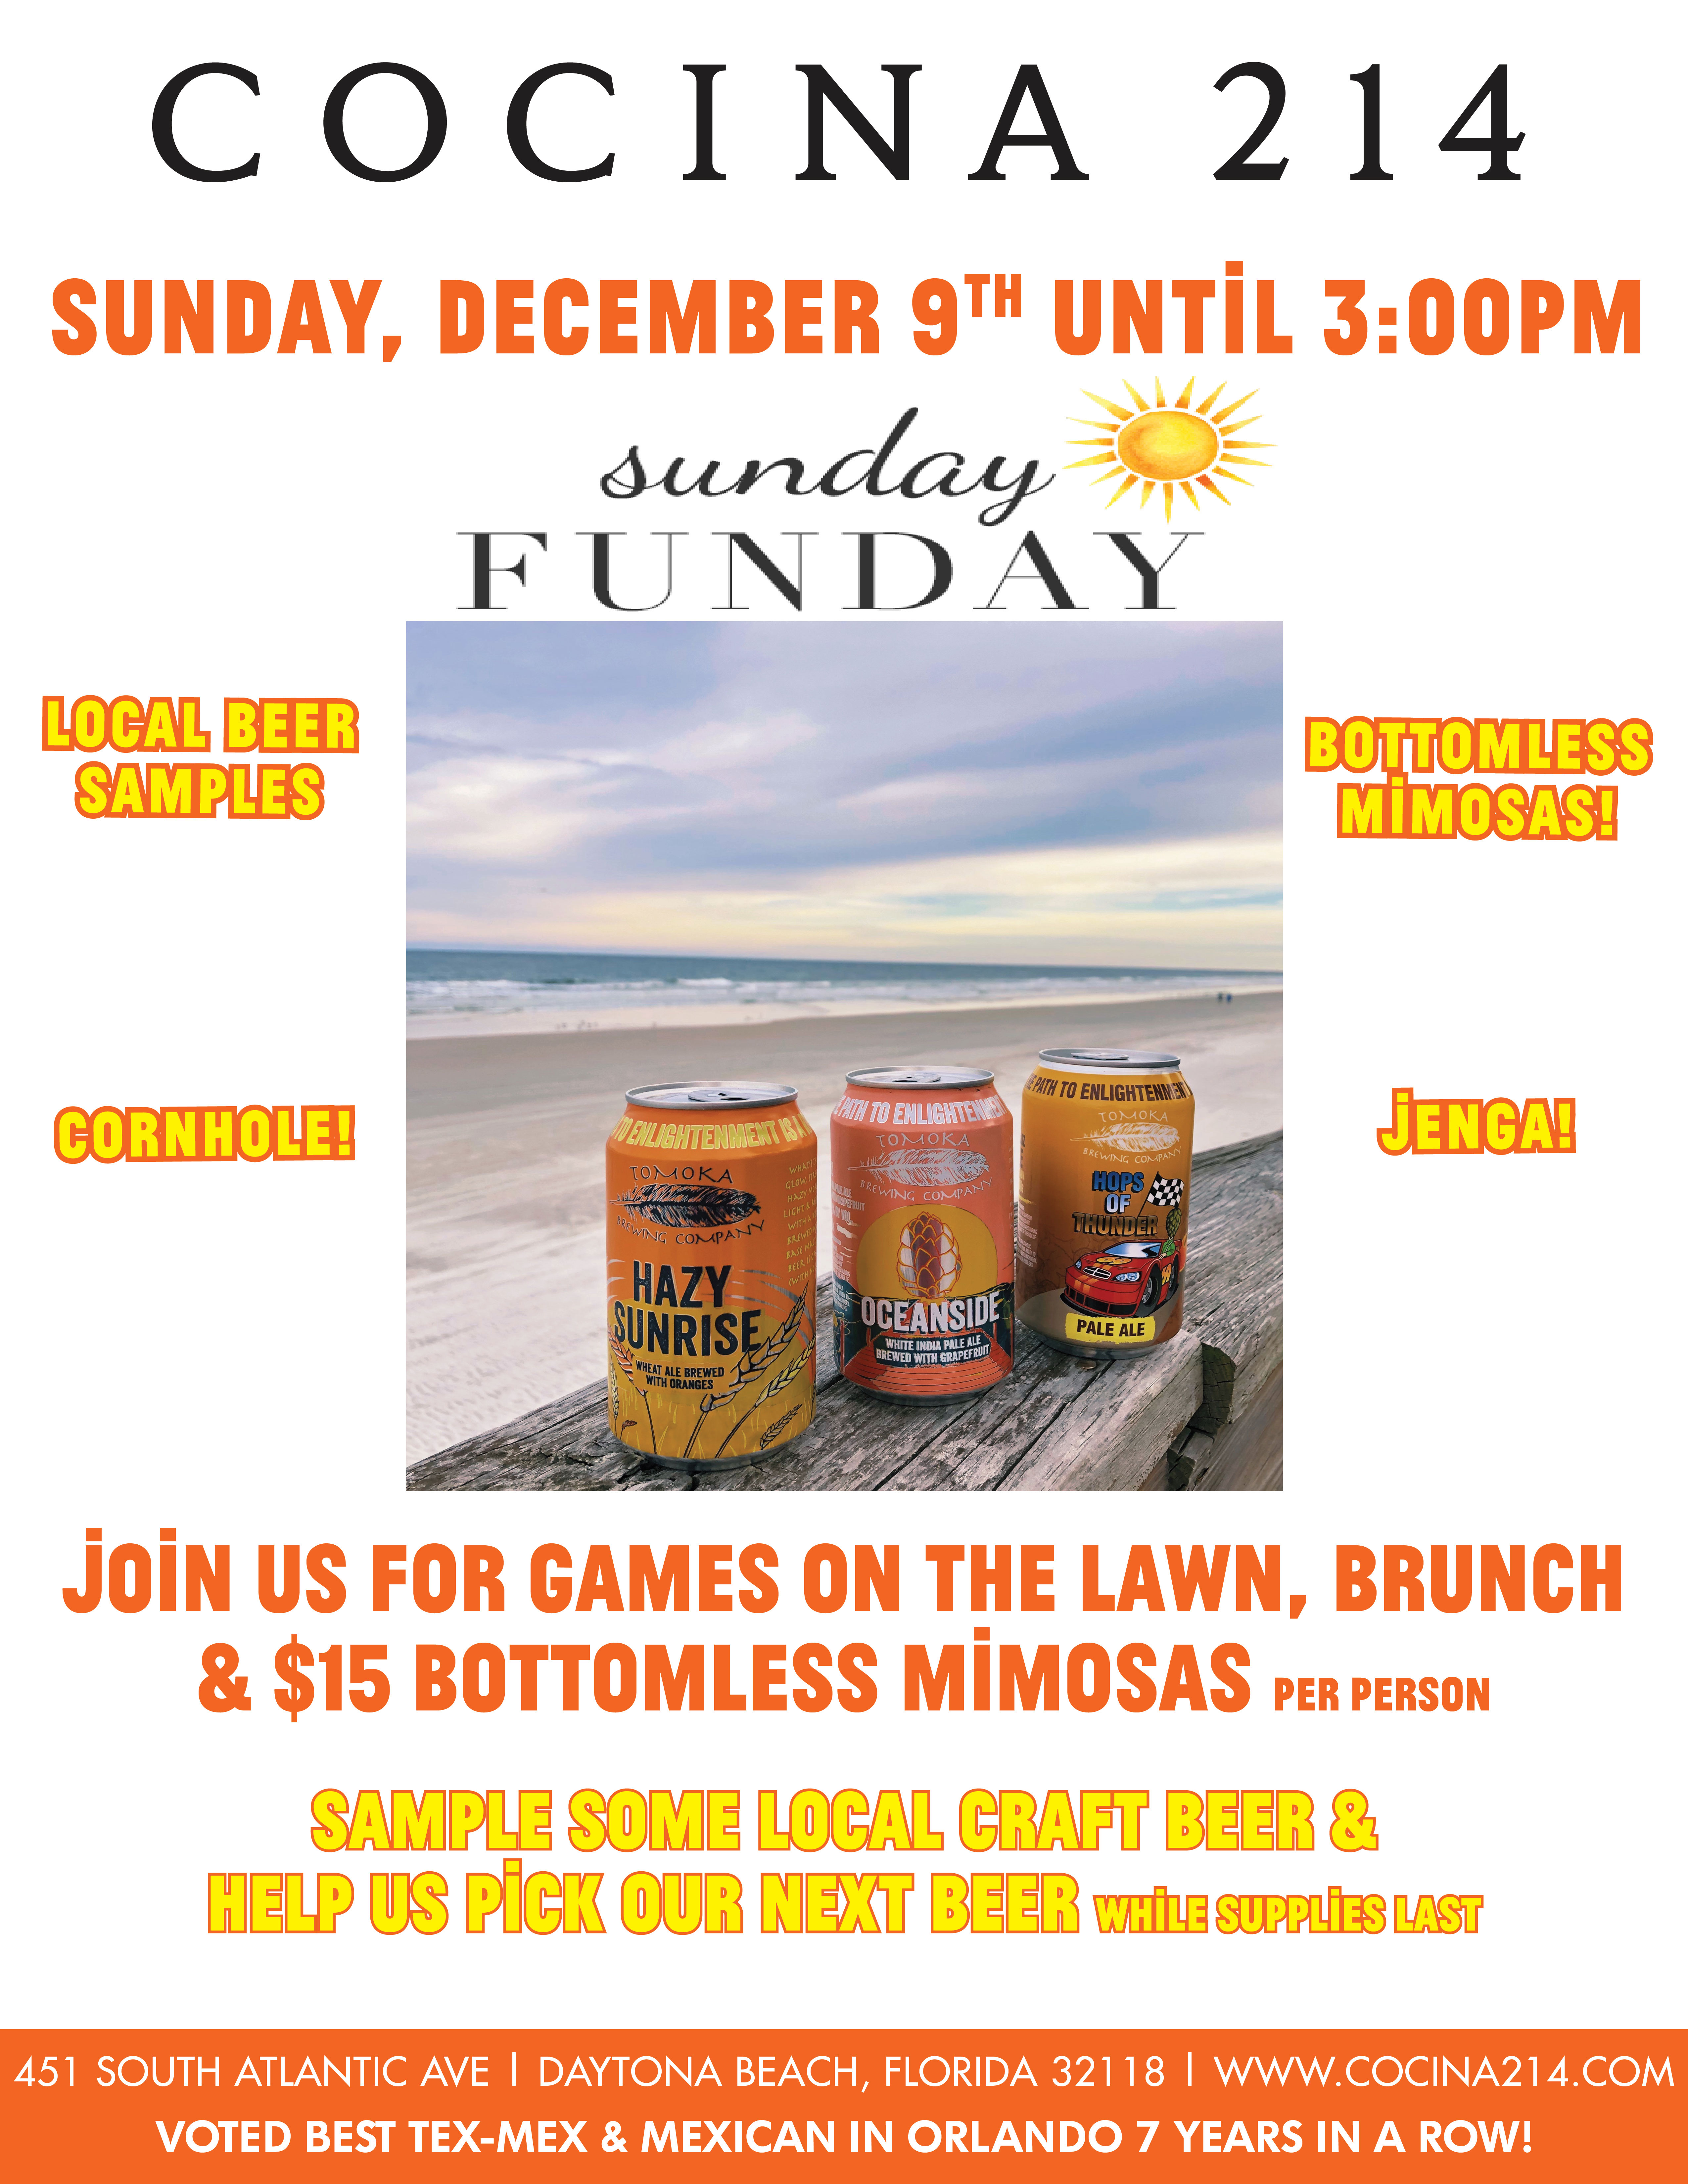 COCINA 214
SUNDAY, DECEMBER 9TH UNTIL 3:00PM
sunday
FUNDAY
LOCAL BEER
SAMPLES
BOTTOMLESS
MIMOSAS!
CORNHOLE!
JENGA!
TO ENLIGHTENMENT IS
TOMOKA
BREWING COMPANY
HAZY
SUNRISE
WHEAT ALE BREWED
WITH ORANGES
PATH TO ENLIGHTENMENT
TOMOKA
BREWING COMPANY
OCEANSIDE
WHITE INDIA PALE ALE
BREWED WITH GRAPEFRUIT
PATH TO ENLIGHTENMENT
TOMOKA
BREWING COMPANY
HOPS
OF
THUNDER
PALE ALE
JOIN US FOR GAMES ON THE LAWN, BRUNCH
& $15 BOTTOMLESS MIMOSAS PER PERSON
SAMPLE SOME LOCAL CRAFT BEER &
HELP US PICK OUR NEXT BEER WHILE SUPPLIES LAST
451 SOUTH ATLANTIC AVE | DAYTONA BEACH, FLORIDA 32118 | WWW.COCINA214.COM
VOTED BEST TEX-MEX & MEXICAN IN ORLANDO 7 YEARS IN A ROW!